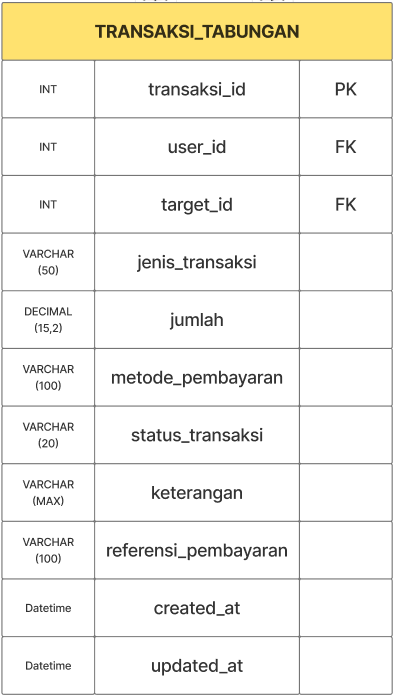 TRANSAKSI_TABUNGAN
INT transaksi_id PK
INT user_id FK
INT target_id FK
VARCHAR
(50)
jenis_transaksi
DECIMAL
(15,2)
jumlah
VARCHAR
(100)
metode_pembayaran
VARCHAR
(20)
status_transaksi
VARCHAR
(MAX)
keterangan
VARCHAR
(100)
referensi_pembayaran
Datetime created_at
Datetime updated_at